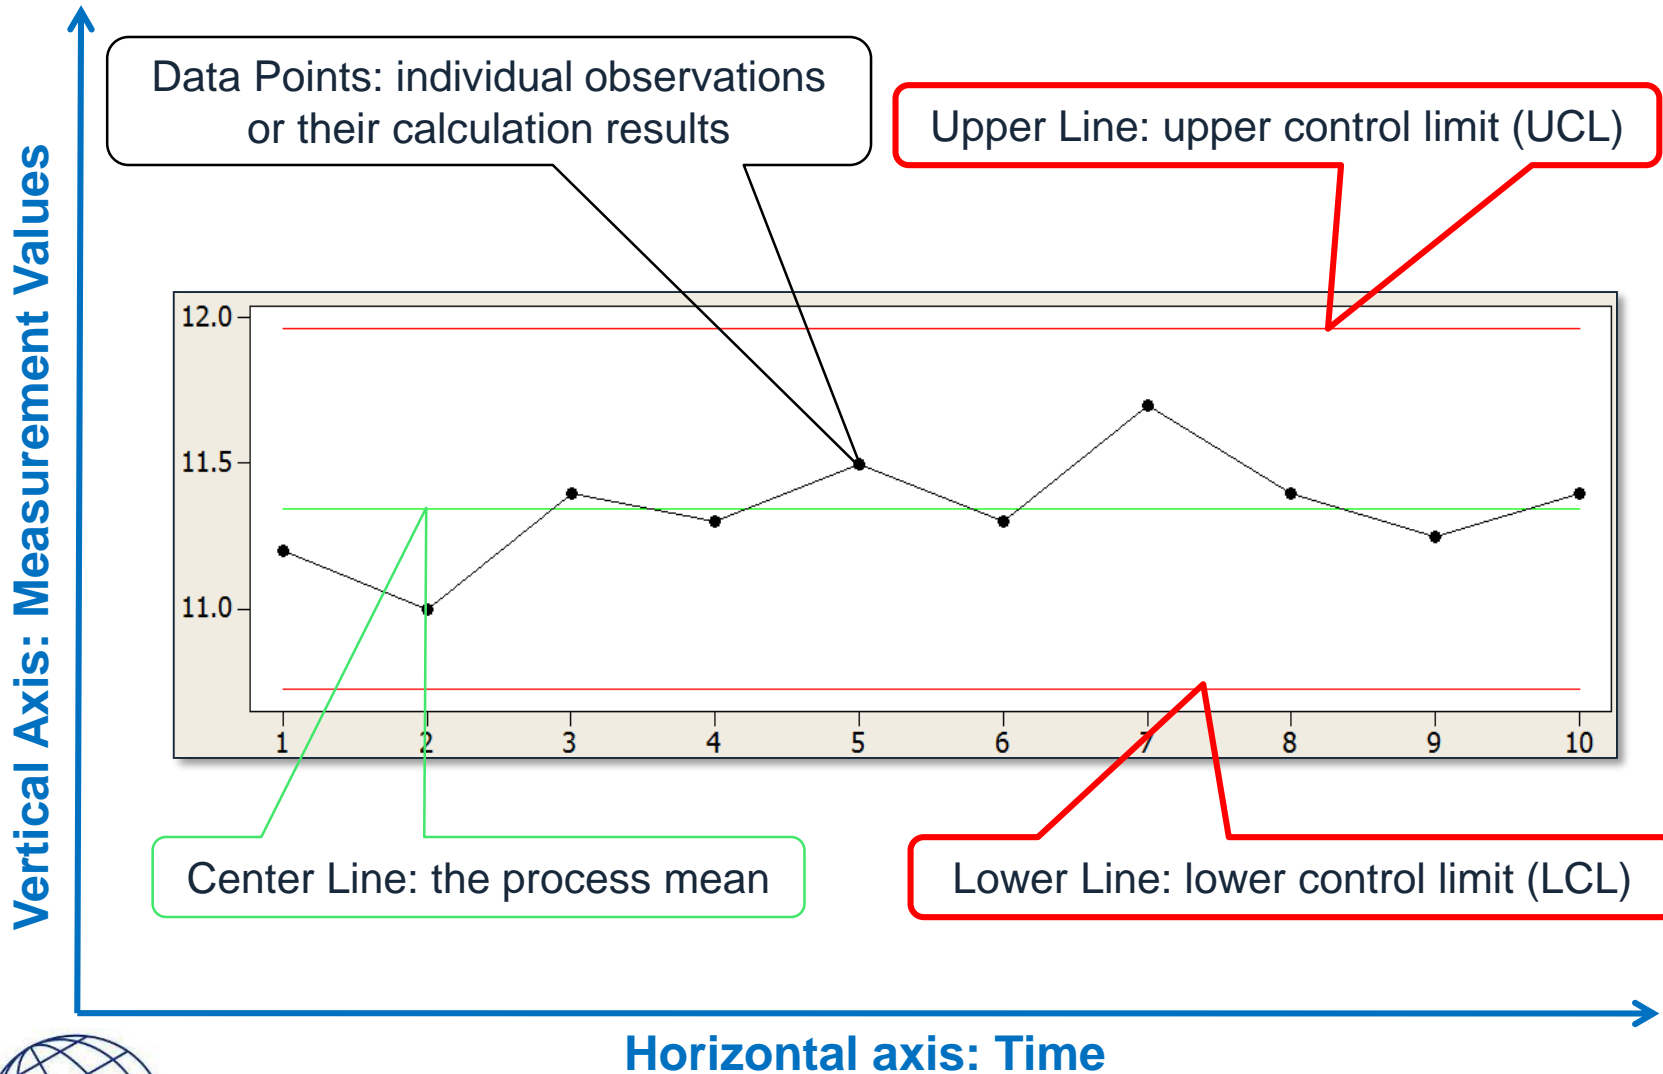 Data Points: individual observations
or their calculation results
Upper Line: upper control limit (UCL)
Vertical Axis: Measurement Values
12.0
11.5
11.0
1 2 3 4 5 6 7 8 9 10
Center Line: the process mean
Lower Line: lower control limit (LCL)
Horizontal axis: Time